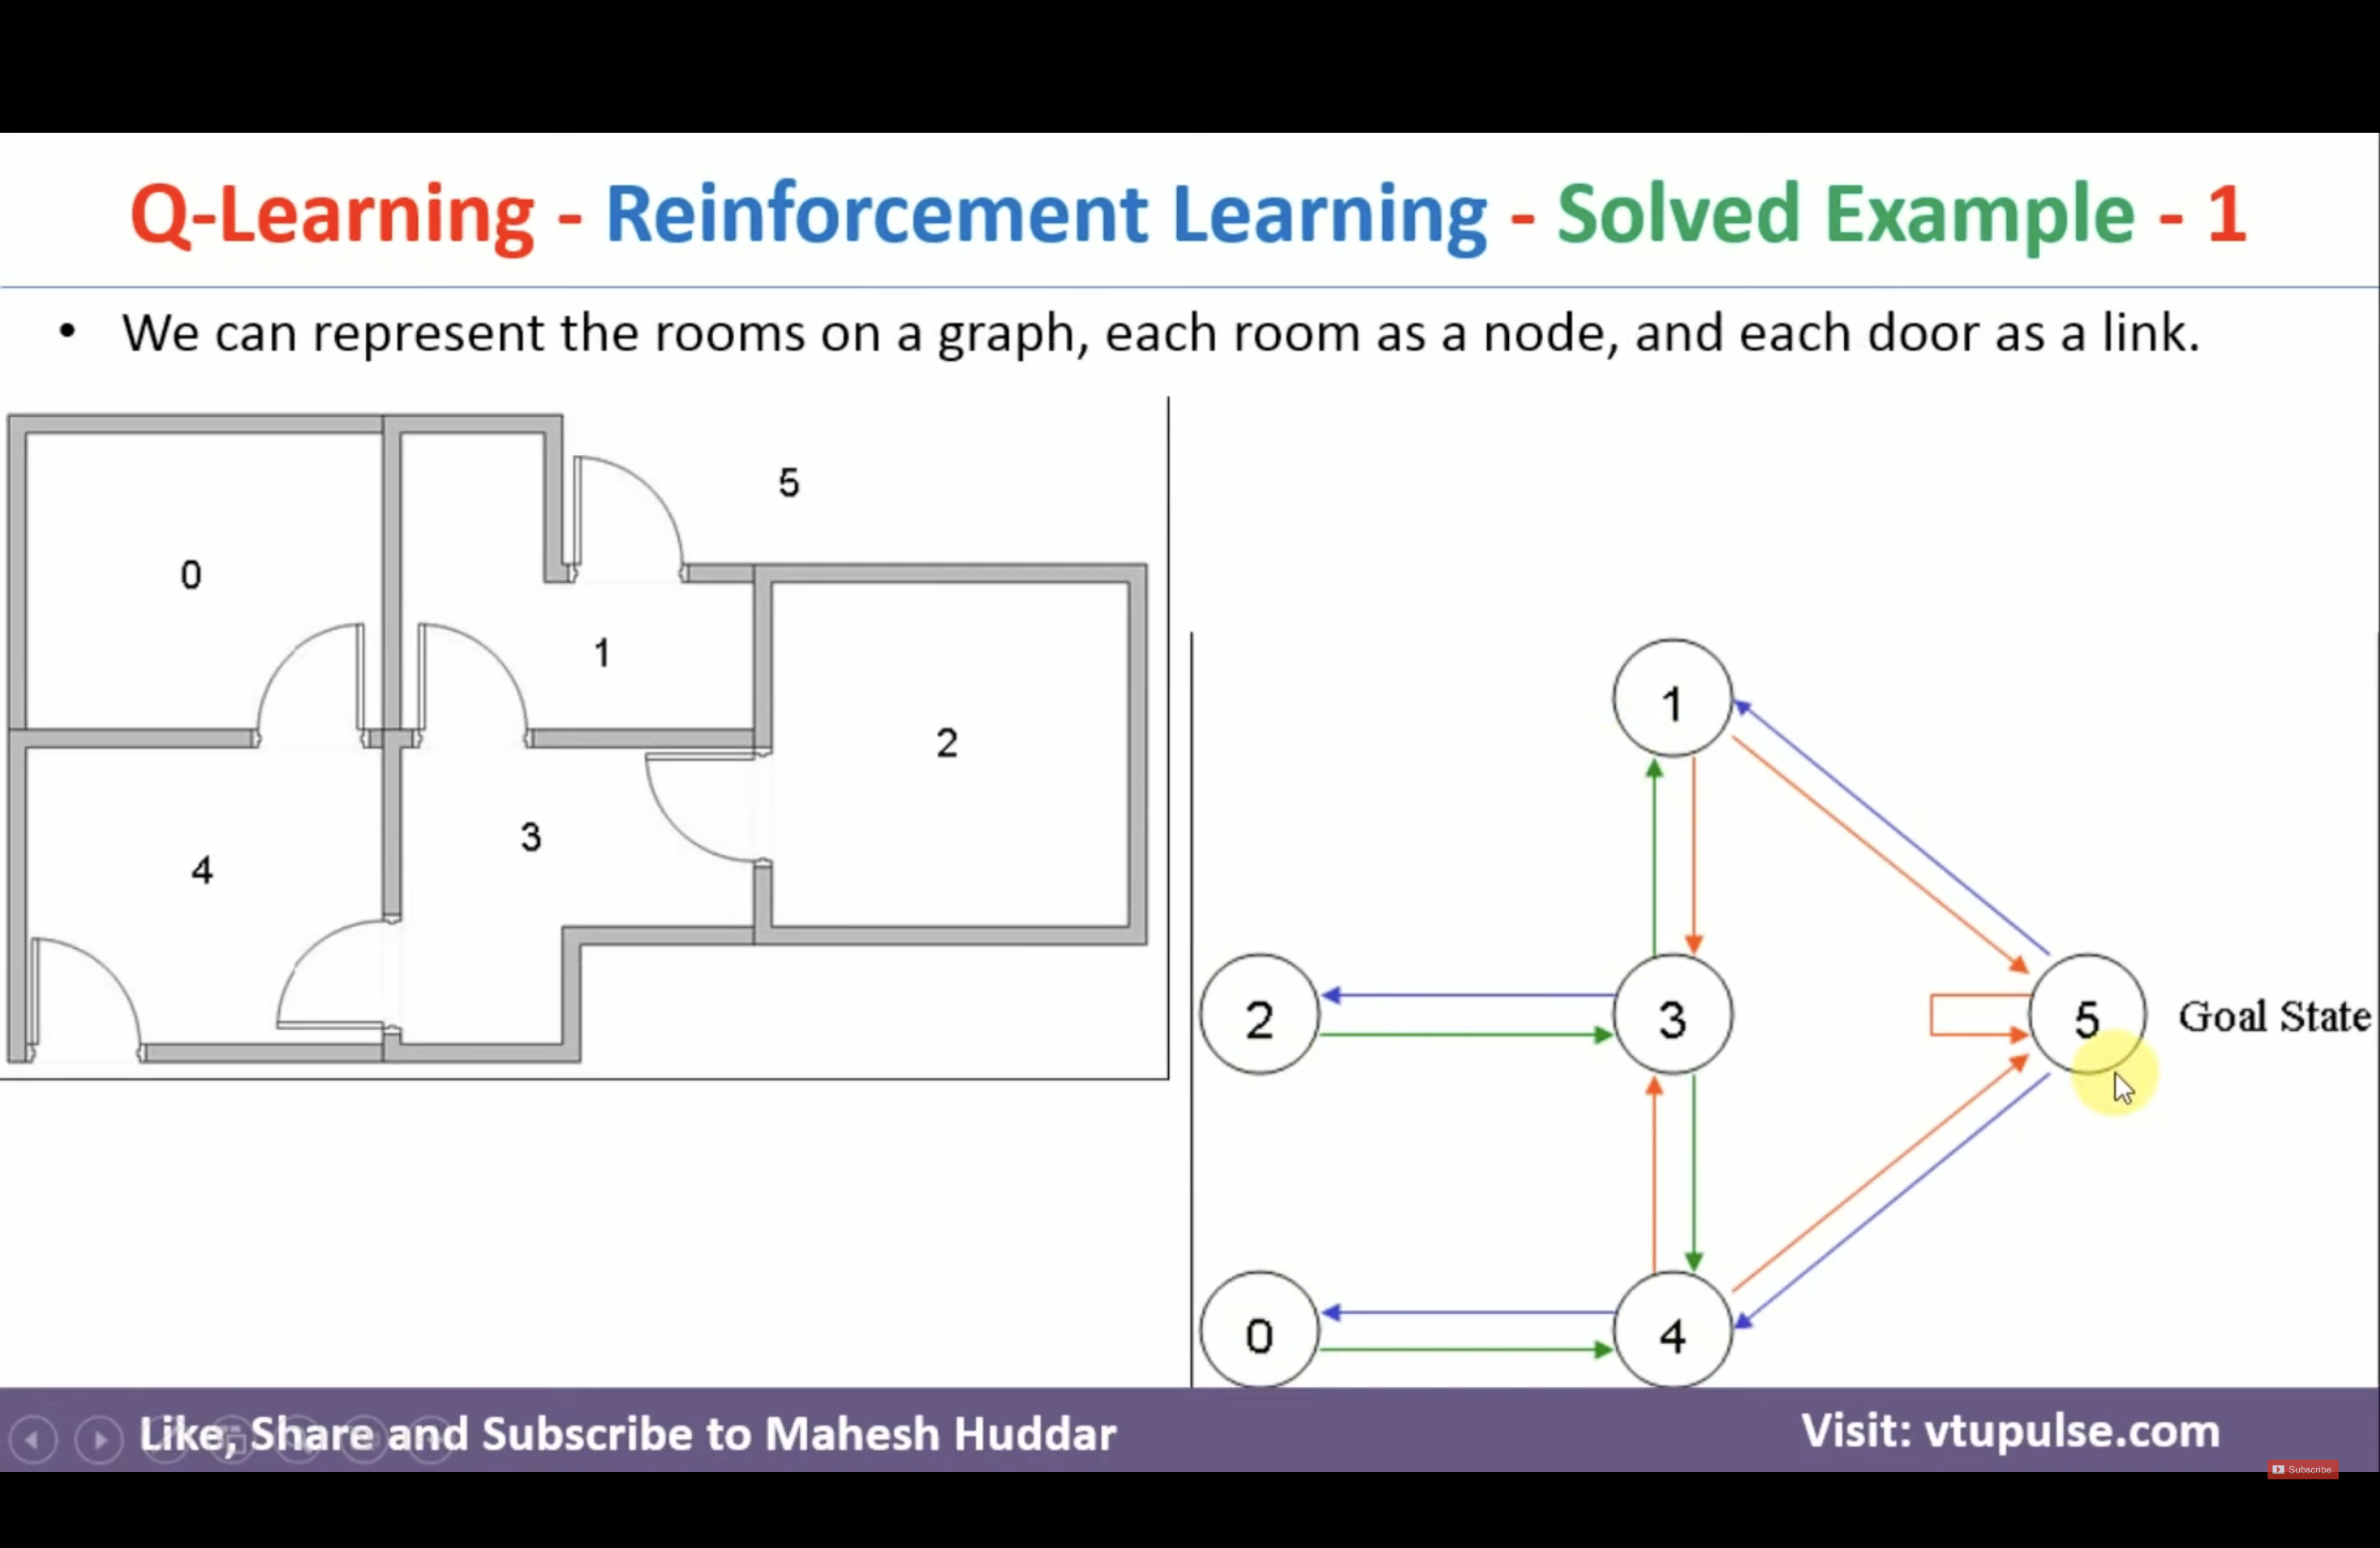 Q-Learning - Reinforcement Learning - Solved Example - 1
• We can represent the rooms on a graph, each room as a node, and each door as a link.
5
0
1
2
3
4
1
2
3
5
Goal State
0
4
Like, Share and Subscribe to Mahesh Huddar
Visit: vtupulse.com
Subscribe